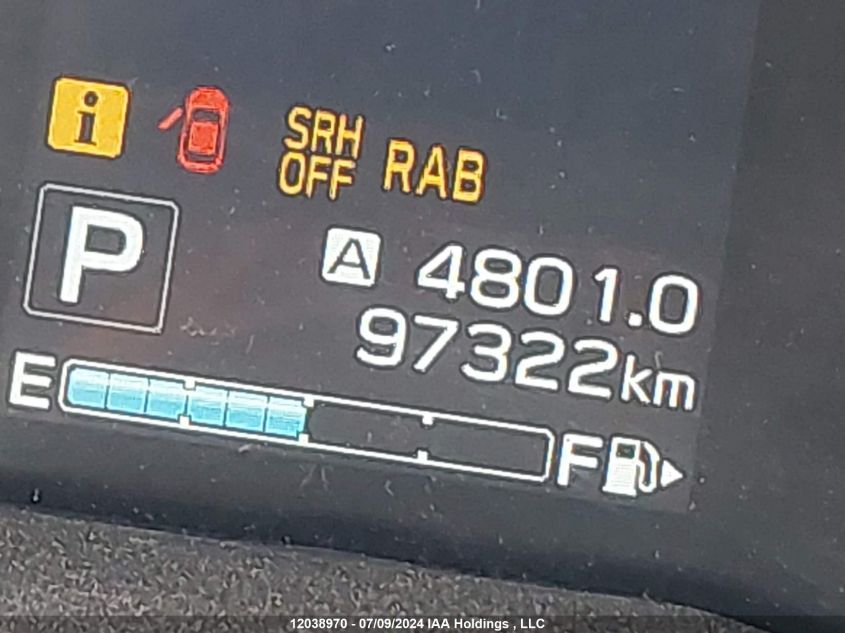 i
SRH
OFF RAB
P
A 4801.0
97322km
E F
12038970 - 07/09/2024 IAA Holdings , LLC